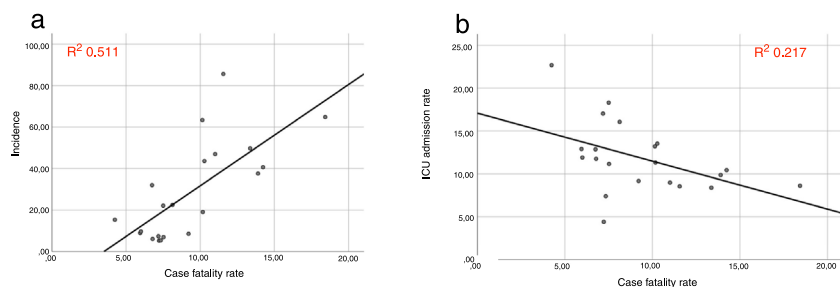 a
R² 0.511
100,00
80,00
60,00
40,00
20,00
,00
Incidence
,00 5,00 10,00 15,00 20,00
Case fatality rate
b
R² 0.217
25,00
20,00
15,00
10,00
5,00
,00
ICU admission rate
,00 5,00 10,00 15,00 20,00
Case fatality rate